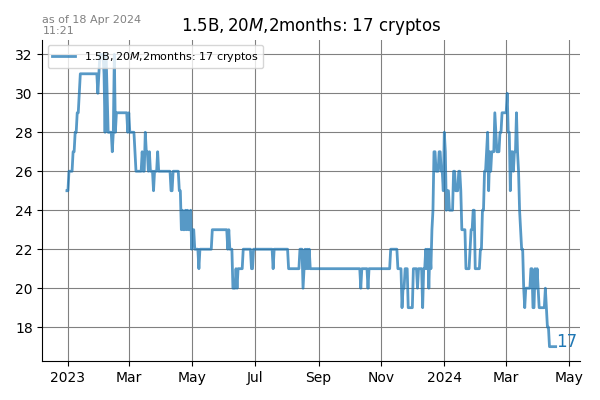 as of 18 Apr 2024
11:21
1.5B, 20M,2months: 17 cryptos
1.5B, 20M,2months: 17 cryptos
32
30
28
26
24
22
20
18
17
2023 Mar May Jul Sep Nov 2024 Mar May